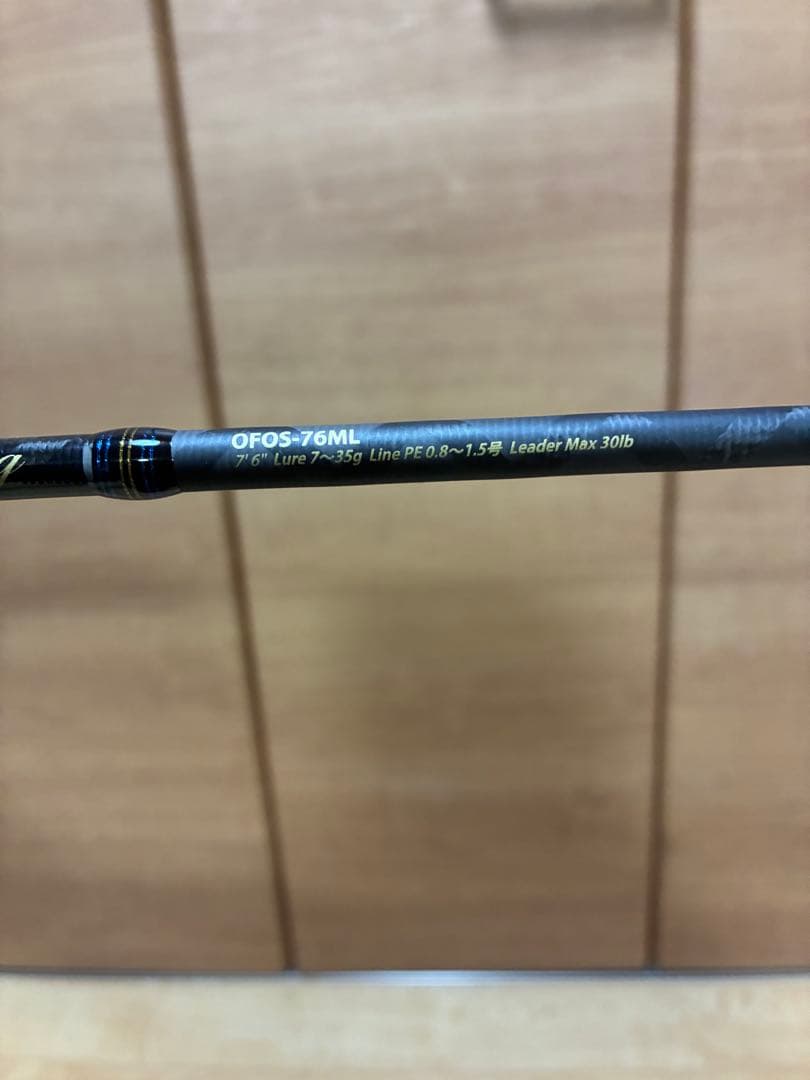 OFOS-76ML
7' 6" Lure 7～35g Line PE 0.8～1.5号 Leader Max 30lb